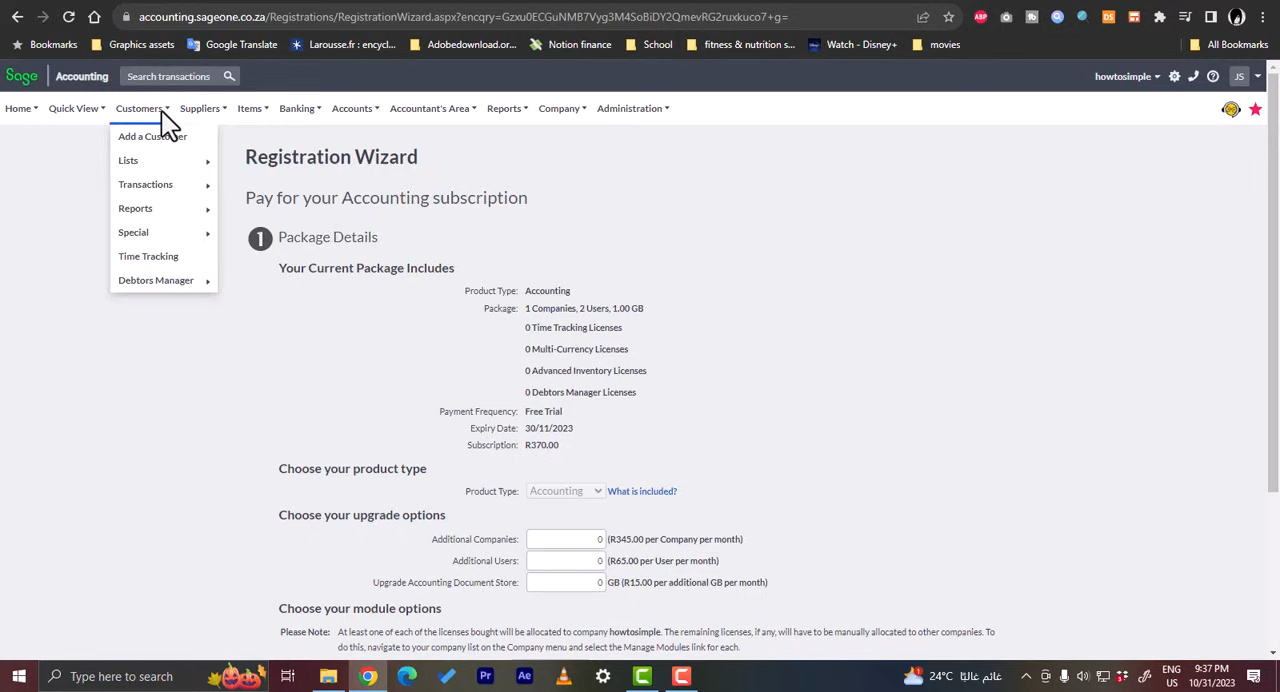 accounting.sageone.co.za/Registrations/RegistrationWizard.aspx?encqry=Gzxu0ECGuNMB7Vyg3M4SoBiDY2QmevRG2ruxkuco7+g=
ABP
DS
Bookmarks
Graphics assets
Google Translate
Larousse.fr : encycl...
Adobedownload.or...
Notion finance
School
fitness & nutrition s...
Watch - Disney+
movies
All Bookmarks
Sage
Accounting
Search transactions
howtosimple
JS
Home
Quick View
Customers
Suppliers
Items
Banking
Accounts
Accountant's Area
Reports
Company
Administration
Add a Customer
Lists
Transactions
Reports
Special
Time Tracking
Debtors Manager
Registration Wizard
Pay for your Accounting subscription
1 Package Details
Your Current Package Includes
Product Type: Accounting
Package: 1 Companies, 2 Users, 1.00 GB
0 Time Tracking Licenses
0 Multi-Currency Licenses
0 Advanced Inventory Licenses
0 Debtors Manager Licenses
Payment Frequency: Free Trial
Expiry Date: 30/11/2023
Subscription: R370.00
Choose your product type
Product Type: Accounting What is included?
Choose your upgrade options
Additional Companies: 0 (R345.00 per Company per month)
Additional Users: 0 (R65.00 per User per month)
Upgrade Accounting Document Store: 0 GB (R15.00 per additional GB per month)
Choose your module options
Please Note: At least one of each of the licenses bought will be allocated to company howtosimple. The remaining licenses, if any, will have to be manually allocated to other companies. To
do this, navigate to your company list on the Company menu and select the Manage Modules link for each.
Type here to search
Pr
Ae
24°C
غائم غالبًا
ENG
US
9:37 PM
10/31/2023